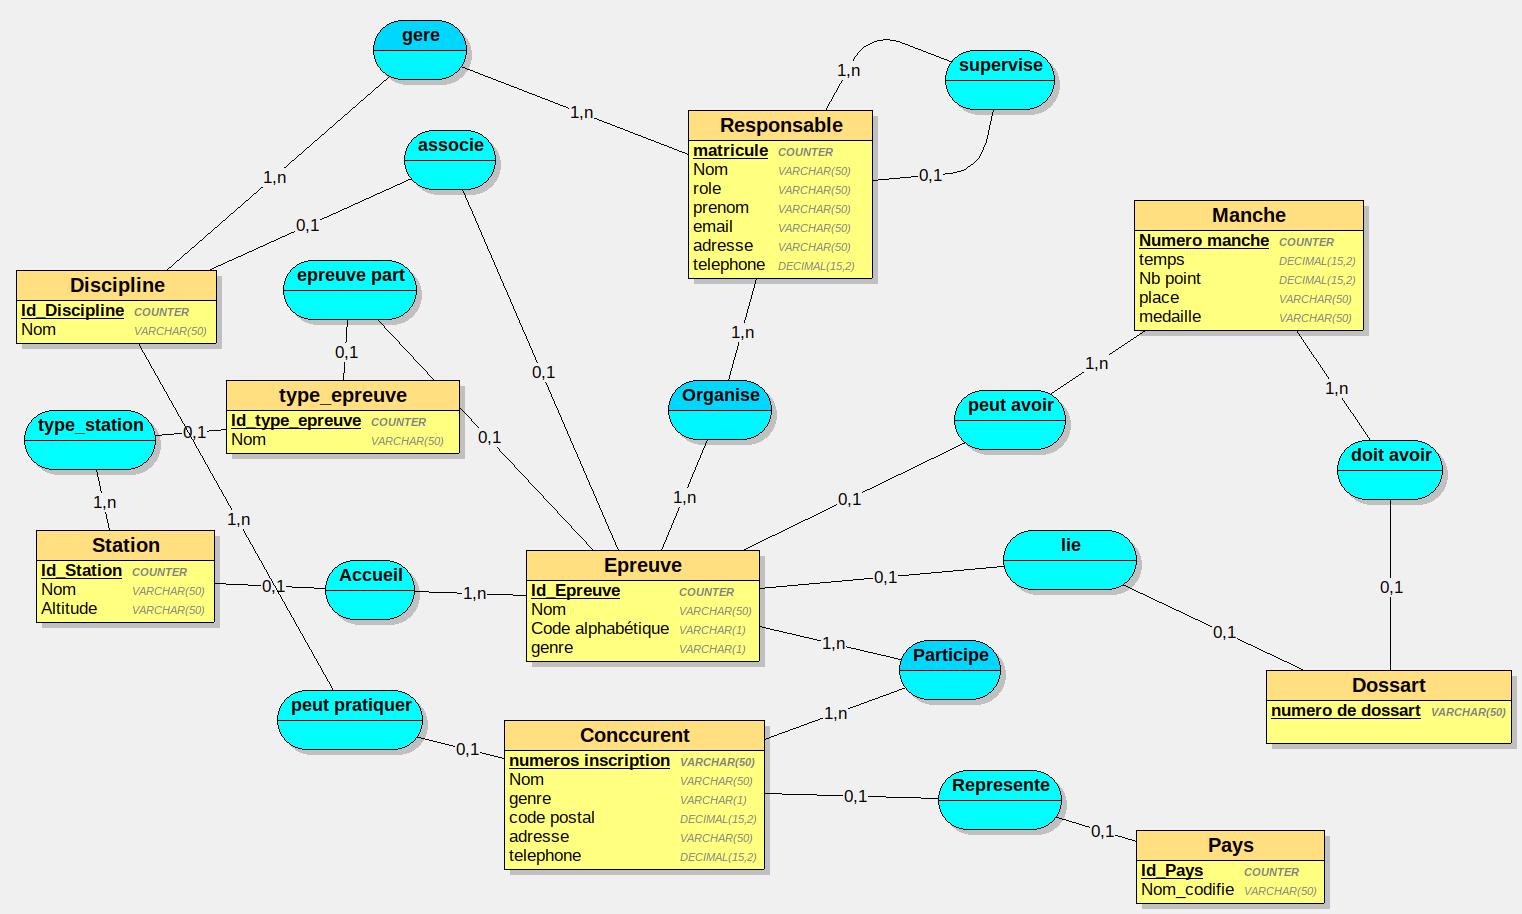 gere
1,n
1,n
associe
0,1
0,1
supervise
1,n
0,1
Responsable
matricule COUNTER
Nom VARCHAR(50)
role VARCHAR(50)
prenom VARCHAR(50)
email VARCHAR(50)
adresse VARCHAR(50)
telephone DECIMAL(15,2)
Manche
Numero manche COUNTER
temps DECIMAL(15,2)
Nb point DECIMAL(15,2)
place VARCHAR(50)
medaille VARCHAR(50)
Discipline
Id_Discipline COUNTER
Nom VARCHAR(50)
epreuve part
0,1
0,1
type_epreuve
Id_type_epreuve COUNTER
Nom VARCHAR(50)
type_station
0,1
1,n
1,n
Organise
1,n
1,n
peut avoir
1,n
0,1
doit avoir
1,n
0,1
Station
Id_Station COUNTER
Nom VARCHAR(50)
Altitude VARCHAR(50)
0,1
Accueil
1,n
Epreuve
Id_Epreuve COUNTER
Nom VARCHAR(50)
Code alphabétique VARCHAR(1)
genre VARCHAR(1)
lie
0,1
0,1
Participe
1,n
1,n
Dossart
numero de dossart VARCHAR(50)
peut pratiquer
0,1
Conccurent
numeros inscription VARCHAR(50)
Nom VARCHAR(50)
genre VARCHAR(1)
code postal DECIMAL(15,2)
adresse VARCHAR(50)
telephone DECIMAL(15,2)
Represente
0,1
0,1
Pays
Id_Pays COUNTER
Nom_codifie VARCHAR(50)